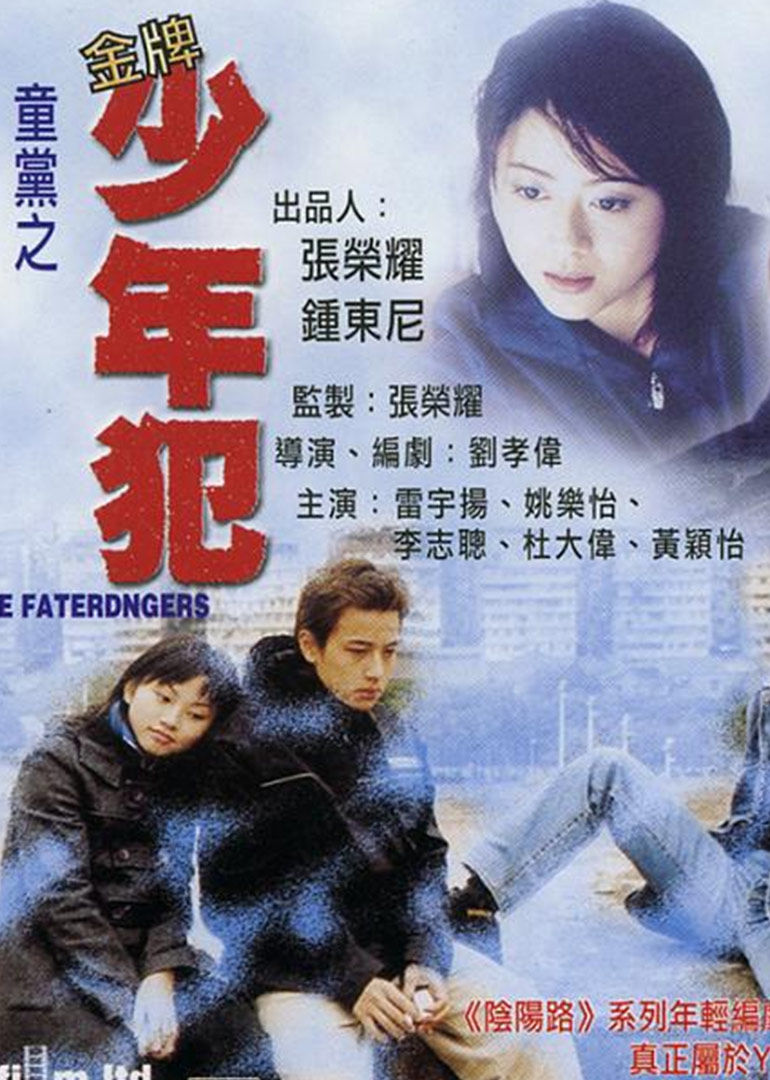 金牌
童黨之
少年犯
E FATERDNGERS
出品人：
張榮耀
鍾東尼
監製：張榮耀
導演、編劇：劉孝偉
主演：雷宇揚、姚樂怡、
李志聰、杜大偉、黃穎怡
《陰陽路》系列年輕編
真正屬於Y
film ltd